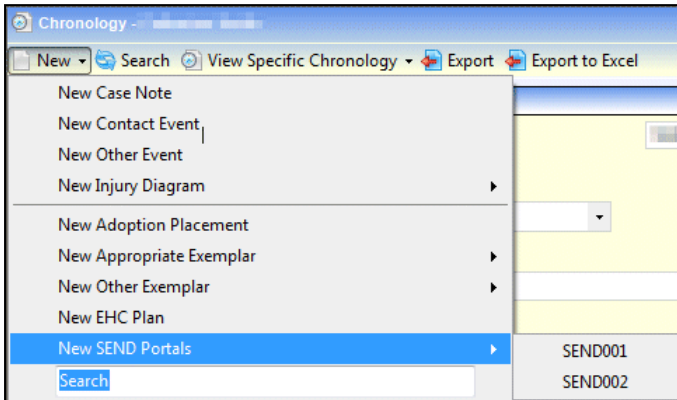 Chronology -
New Search View Specific Chronology Export Export to Excel
New Case Note
New Contact Event
New Other Event
New Injury Diagram
New Adoption Placement
New Appropriate Exemplar
New Other Exemplar
New EHC Plan
New SEND Portals
SEND001
Search
SEND002